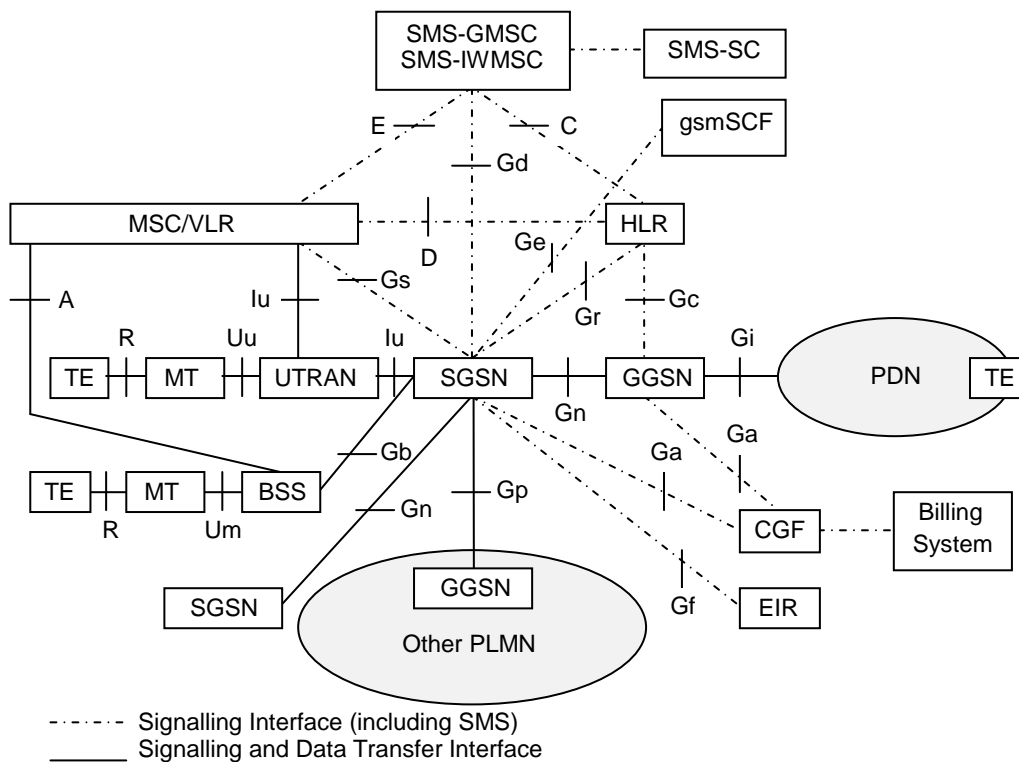 SMS-GMSC
SMS-IWMSC
SMS-SC
gsmSCF
E
C
Gd
MSC/VLR
HLR
D
Ge
Gs
Gr
Gc
A
Iu
R
Uu
Iu
Gi
TE
MT
UTRAN
SGSN
GGSN
PDN
TE
Gn
Gb
Ga
Ga
TE
MT
BSS
Gp
Gn
R
Um
CGF
Billing
System
SGSN
GGSN
Gf
EIR
Other PLMN
Signalling Interface (including SMS)
Signalling and Data Transfer Interface